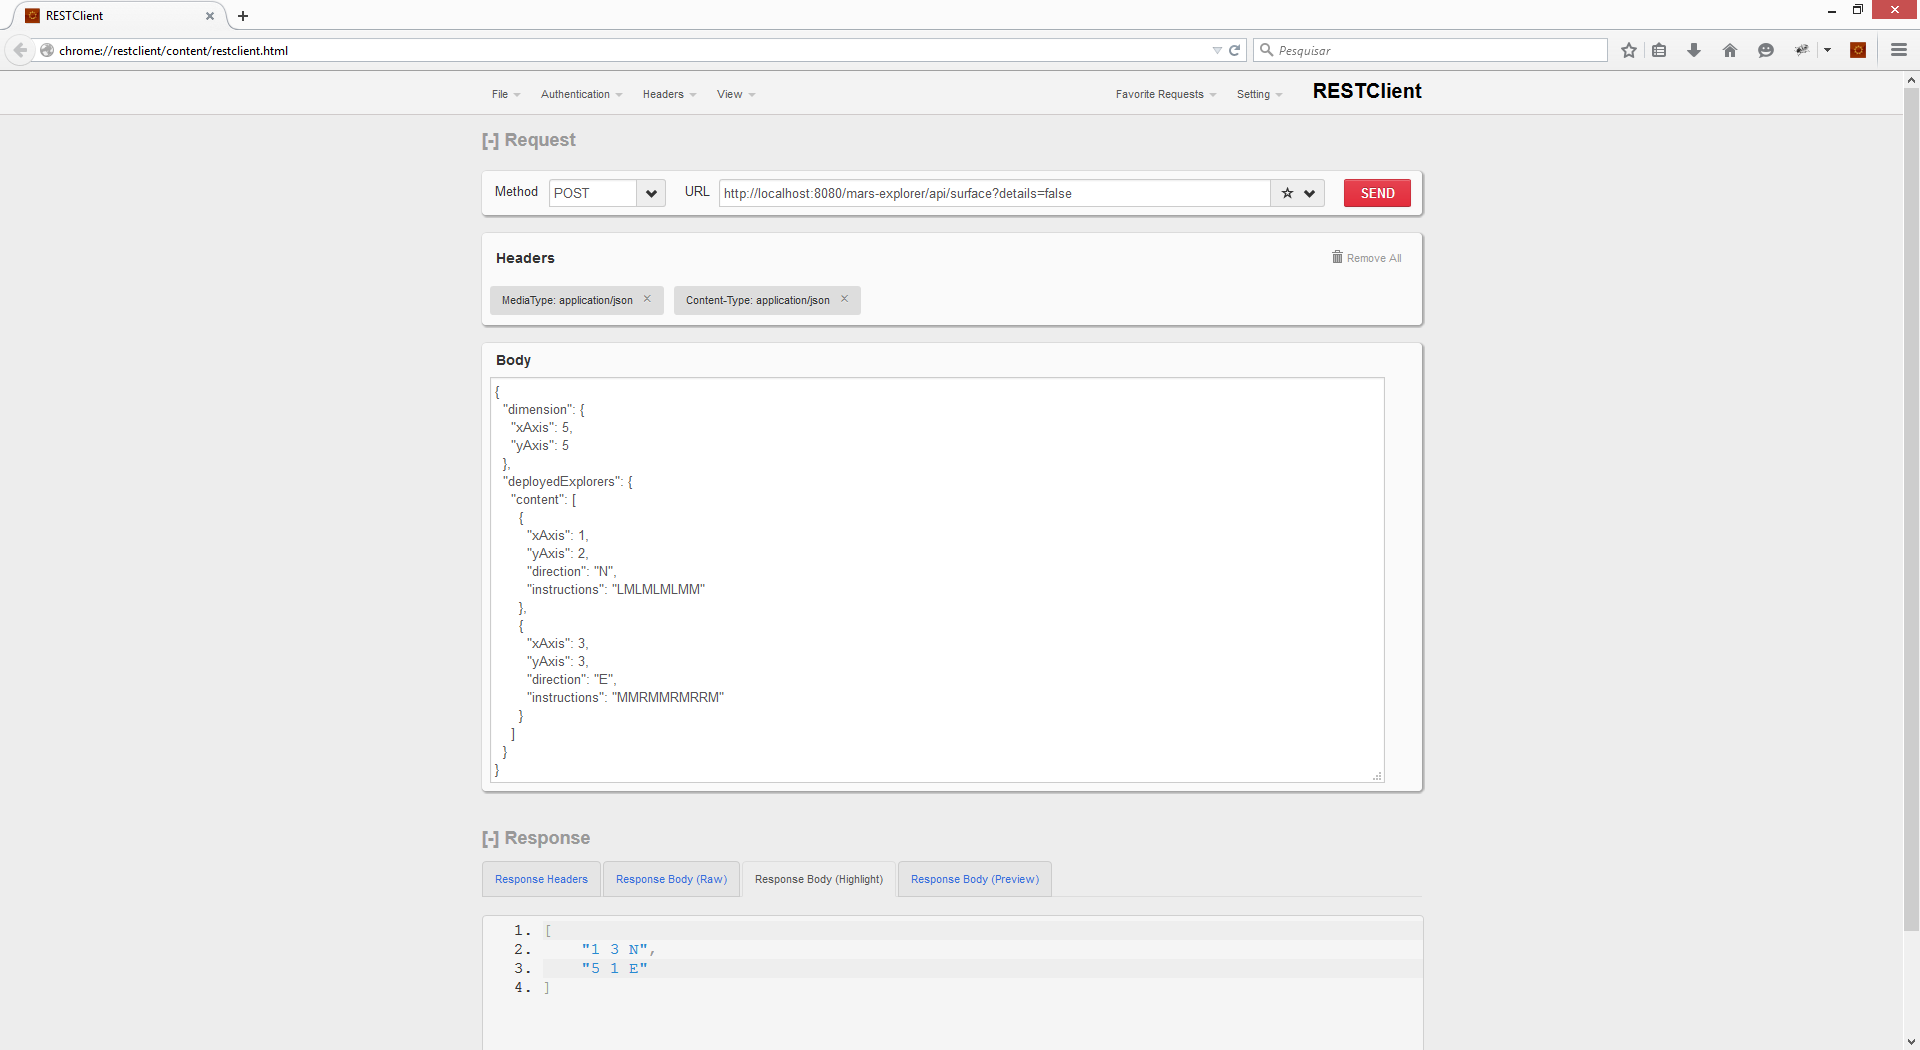 RESTClient
chrome://restclient/content/restclient.html
Pesquisar
File Authentication Headers View Favorite Requests Setting RESTClient
[-] Request
Method POST URL http://localhost:8080/mars-explorer/api/surface?details=false SEND
Headers Remove All
MediaType: application/json × Content-Type: application/json ×
Body
{
"dimension": {
"xAxis": 5,
"yAxis": 5
},
"deployedExplorers": {
"content": [
{
"xAxis": 1,
"yAxis": 2,
"direction": "N",
"instructions": "LMLMLMLMM"
},
{
"xAxis": 3,
"yAxis": 3,
"direction": "E",
"instructions": "MMRMMRMRRM"
}
]
}
}
[-] Response
Response Headers Response Body (Raw) Response Body (Highlight) Response Body (Preview)
1. [
2. "1 3 N",
3. "5 1 E"
4. ]